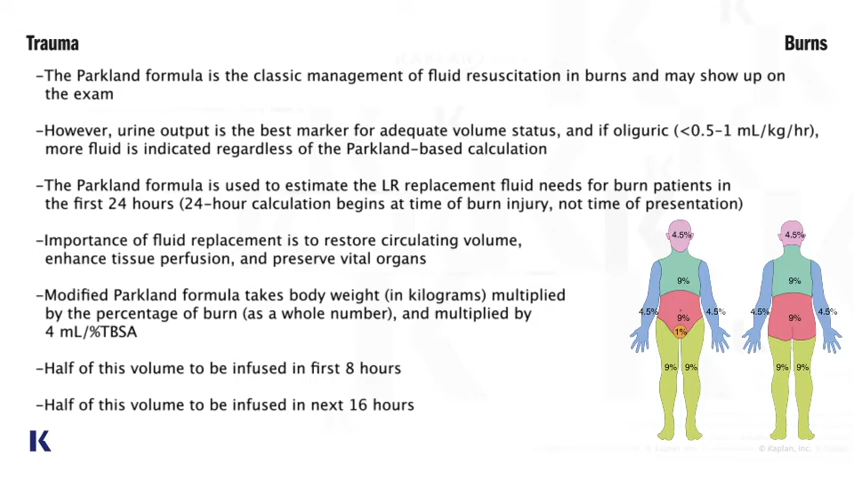 Trauma
Burns
–The Parkland formula is the classic management of fluid resuscitation in burns and may show up on
the exam
–However, urine output is the best marker for adequate volume status, and if oliguric (<0.5–1 mL/kg/hr),
more fluid is indicated regardless of the Parkland–based calculation
–The Parkland formula is used to estimate the LR replacement fluid needs for burn patients in
the first 24 hours (24–hour calculation begins at time of burn injury, not time of presentation)
–Importance of fluid replacement is to restore circulating volume,
enhance tissue perfusion, and preserve vital organs
–Modified Parkland formula takes body weight (in kilograms) multiplied
by the percentage of burn (as a whole number), and multiplied by
4 mL/%TBSA
–Half of this volume to be infused in first 8 hours
–Half of this volume to be infused in next 16 hours
4.5% 4.5%
9% 9%
4.5% 9% 4.5% 4.5% 9% 4.5%
1%
9% 9% 9% 9%
K
© Kaplan, Inc.